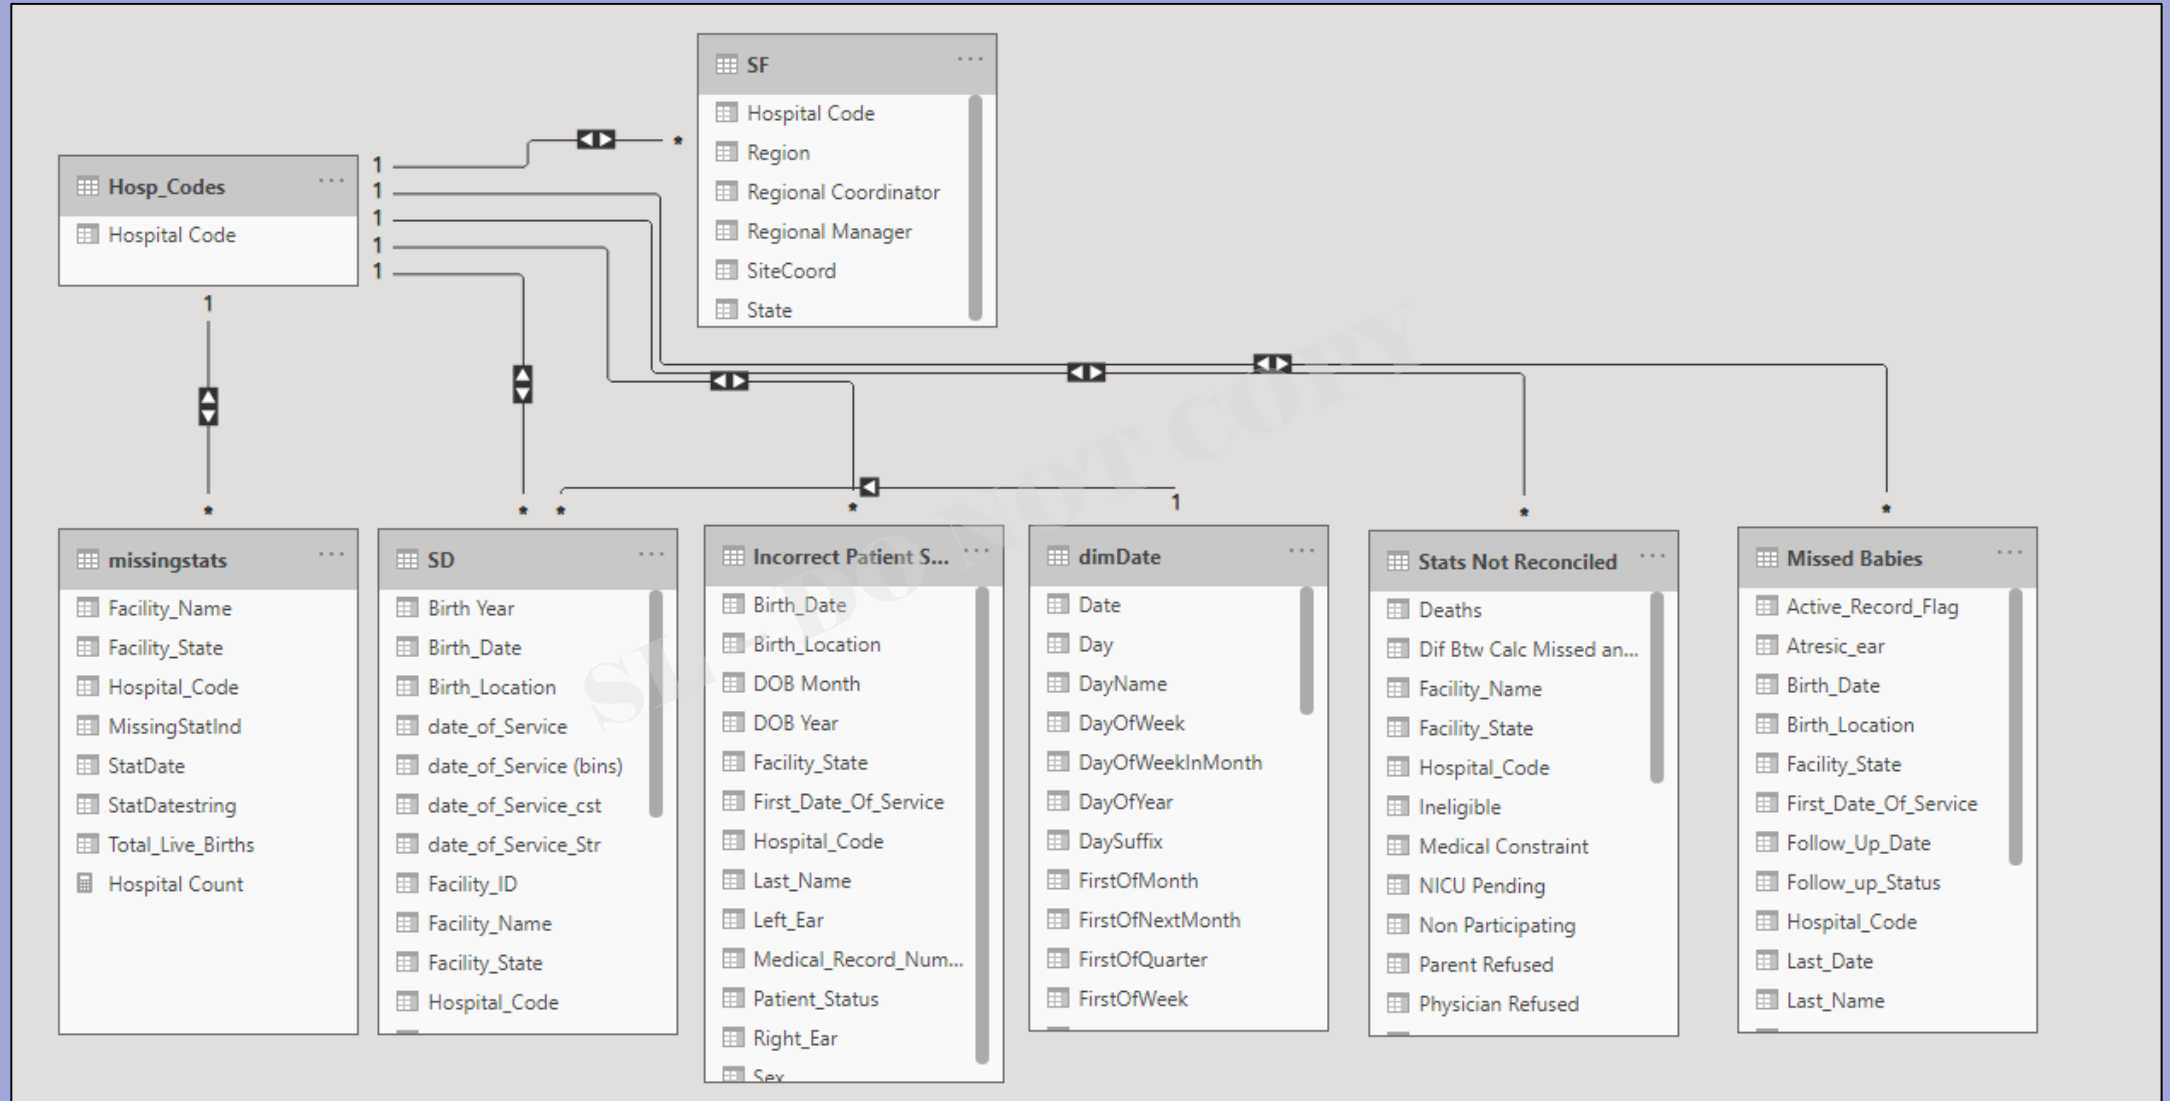 SF
Hospital Code
Region
Regional Coordinator
Regional Manager
SiteCoord
State
Hosp_Codes
Hospital Code
1
1
1
1
1
1
*
*
*
*
*
1
*
*
missingstats
Facility_Name
Facility_State
Hospital_Code
MissingStatInd
StatDate
StatDatestring
Total_Live_Births
Hospital Count
SD
Birth Year
Birth_Date
Birth_Location
date_of_Service
date_of_Service (bins)
date_of_Service_cst
date_of_Service_Str
Facility_ID
Facility_Name
Facility_State
Hospital_Code
Incorrect Patient S...
Birth_Date
Birth_Location
DOB Month
DOB Year
Facility_State
First_Date_Of_Service
Hospital_Code
Last_Name
Left_Ear
Medical_Record_Num...
Patient_Status
Right_Ear
Sex
dimDate
Date
Day
DayName
DayOfWeek
DayOfWeekInMonth
DayOfYear
DaySuffix
FirstOfMonth
FirstOfNextMonth
FirstOfQuarter
FirstOfWeek
Stats Not Reconciled
Deaths
Dif Btw Calc Missed an...
Facility_Name
Facility_State
Hospital_Code
Ineligible
Medical Constraint
NICU Pending
Non Participating
Parent Refused
Physician Refused
Missed Babies
Active_Record_Flag
Atresic_ear
Birth_Date
Birth_Location
Facility_State
First_Date_Of_Service
Follow_Up_Date
Follow_up_Status
Hospital_Code
Last_Date
Last_Name
DO NOT COPY